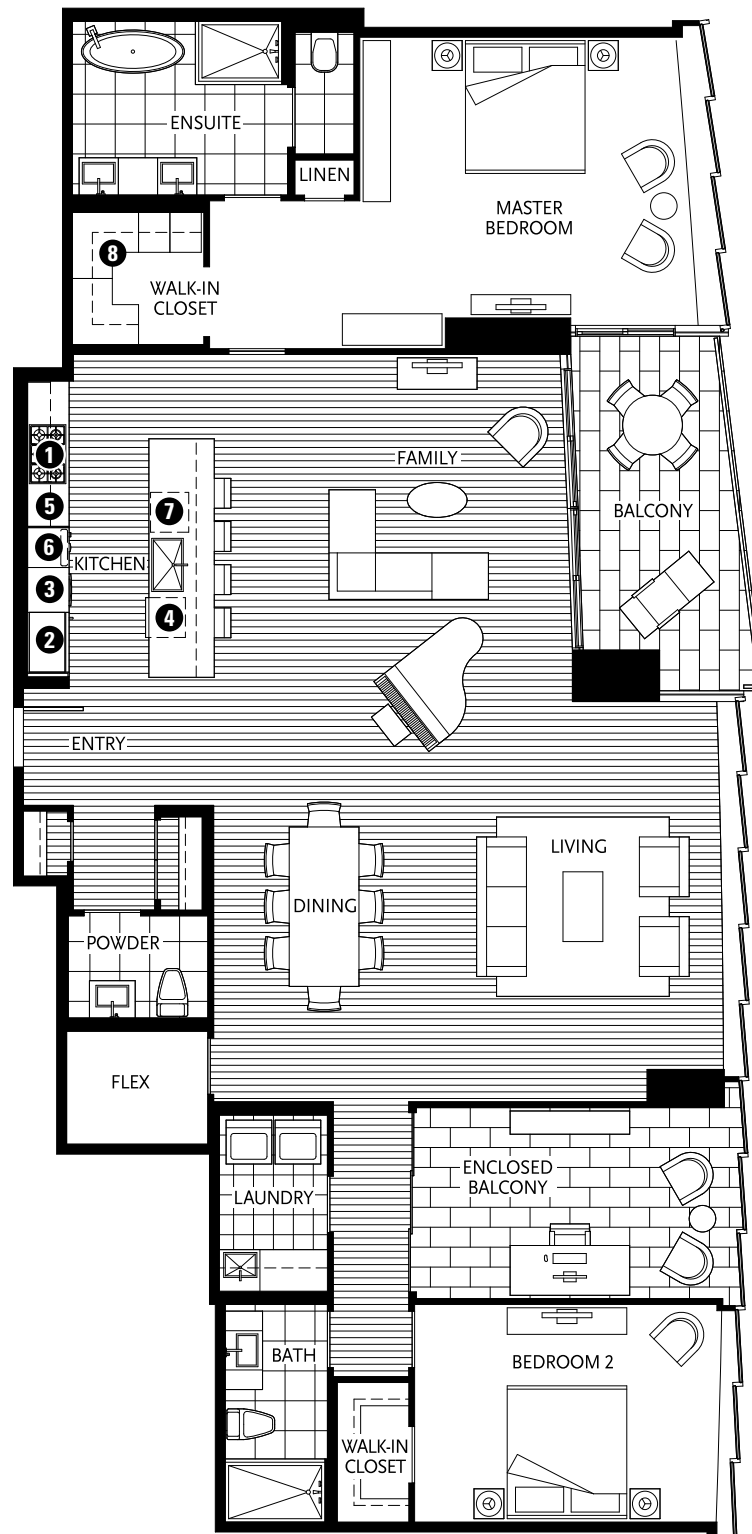 ENSUITE
LINEN
MASTER
BEDROOM
8
WALK-IN
CLOSET
1
FAMILY
5
7
BALCONY
6
KITCHEN
3
4
2
ENTRY
LIVING
DINING
POWDER
FLEX
ENCLOSED
BALCONY
LAUNDRY
BATH
BEDROOM 2
WALK-IN
CLOSET